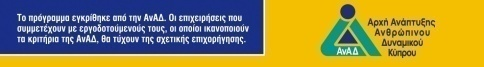 Το πρόγραμμα εγκρίθηκε από την ΑνΑΔ. Οι επιχειρήσεις που
συμμετέχουν με εργοδοτούμενούς τους, οι οποίοι ικανοποιούν
τα κριτήρια της ΑνΑΔ, θα τύχουν της σχετικής επιχορήγησης.
ΑνΑΔ
Αρχή Ανάπτυξης
Ανθρώπινου
Δυναμικού
Κύπρου